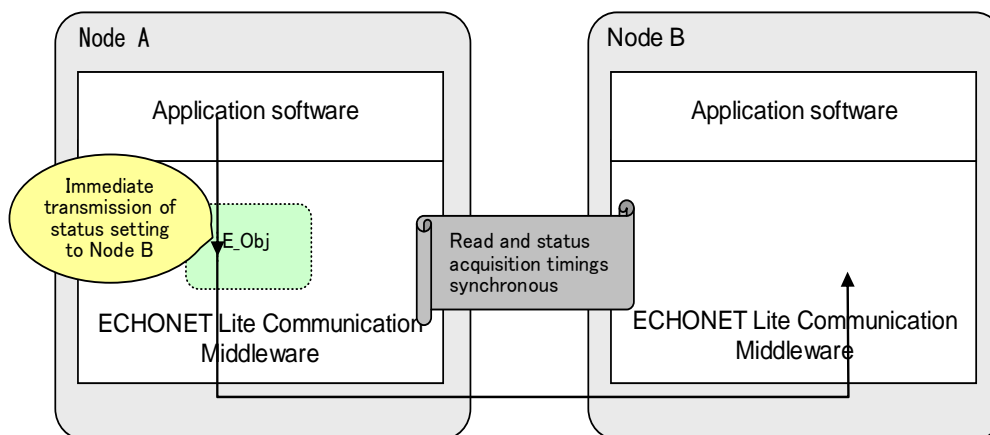 Node A
Application software
Immediate
transmission of
status setting
to Node B
E_Obj
ECHONET Lite Communication
Middleware
Read and status
acquisition timings
synchronous
Node B
Application software
ECHONET Lite Communication
Middleware